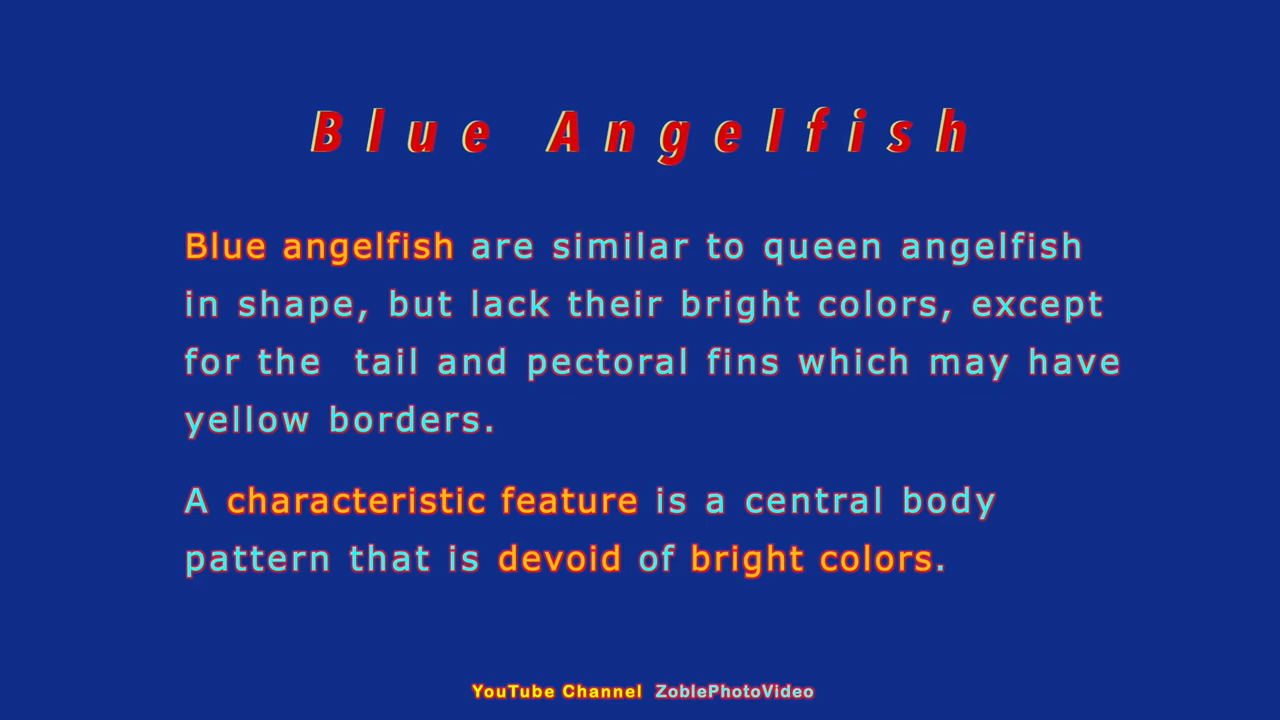 Blue Angelfish
Blue angelfish are similar to queen angelfish
in shape, but lack their bright colors, except
for the tail and pectoral fins which may have
yellow borders.
A characteristic feature is a central body
pattern that is devoid of bright colors.
YouTube Channel ZoblePhotoVideo